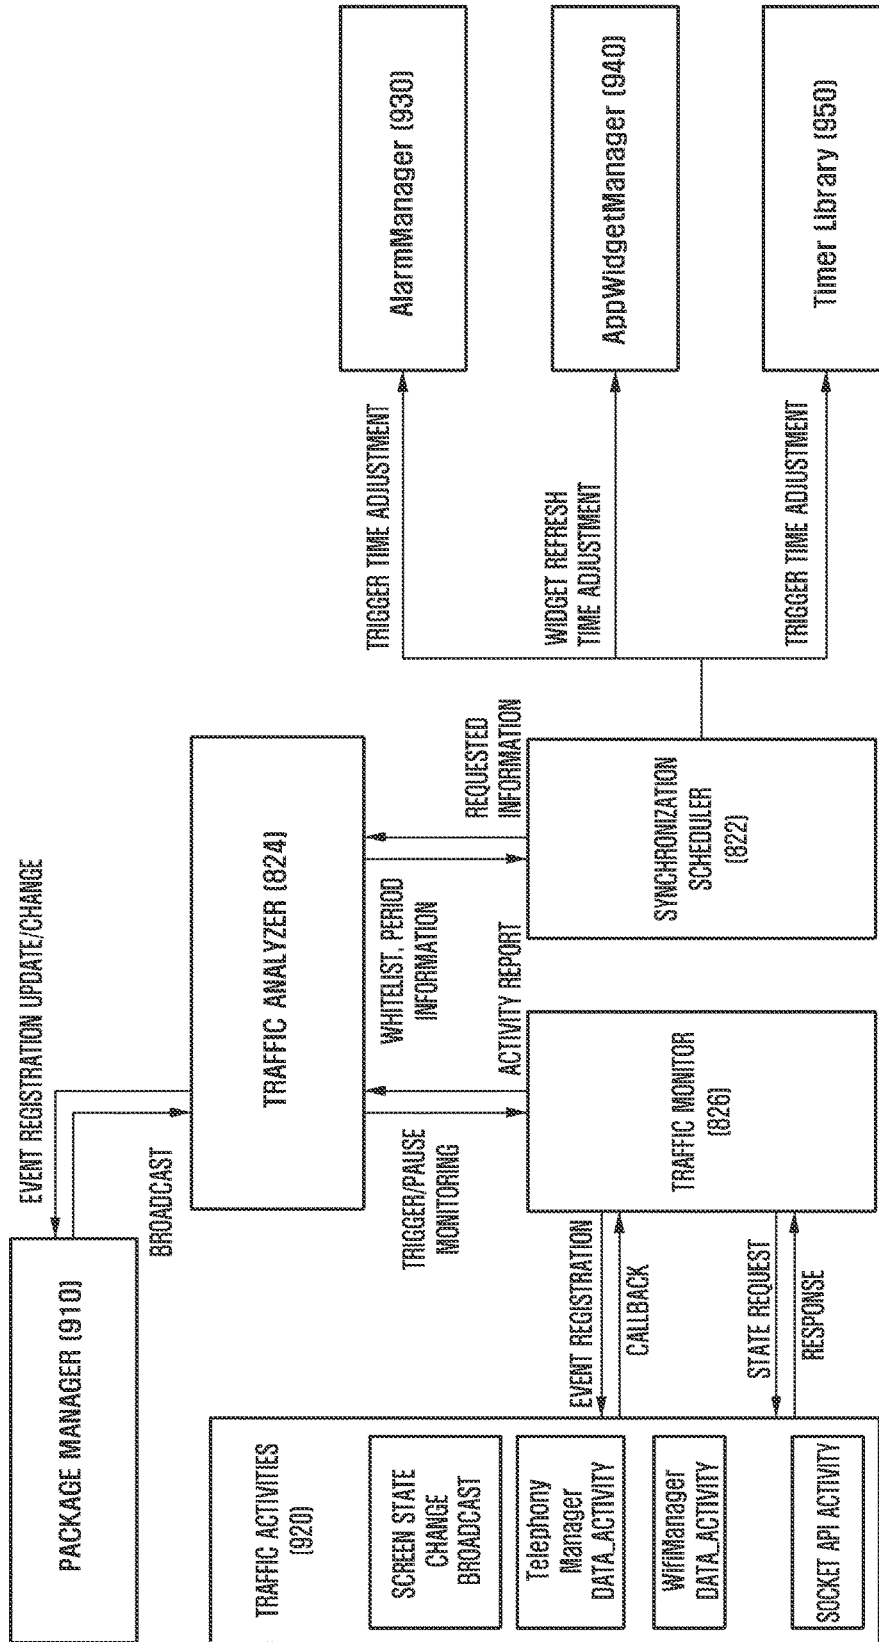 PACKAGE MANAGER (910)
EVENT REGISTRATION UPDATE/CHANGE
BROADCAST
TRAFFIC ANALYZER (824)
TRAFFIC ACTIVITIES
(920)
SCREEN STATE
CHANGE
BROADCAST
Telephony
Manager
DATA_ACTIVITY
WifiManager
DATA_ACTIVITY
SOCKET API ACTIVITY
EVENT REGISTRATION
CALLBACK
STATE REQUEST
RESPONSE
TRIGGER/PAUSE
MONITORING
ACTIVITY REPORT
TRAFFIC MONITOR
(826)
WHITELIST, PERIOD
INFORMATION
REQUESTED
INFORMATION
SYNCHRONIZATION
SCHEDULER
(822)
TRIGGER TIME ADJUSTMENT
WIDGET REFRESH
TIME ADJUSTMENT
TRIGGER TIME ADJUSTMENT
AlarmManager (930)
AppWidgetManager (940)
Timer Library (950)